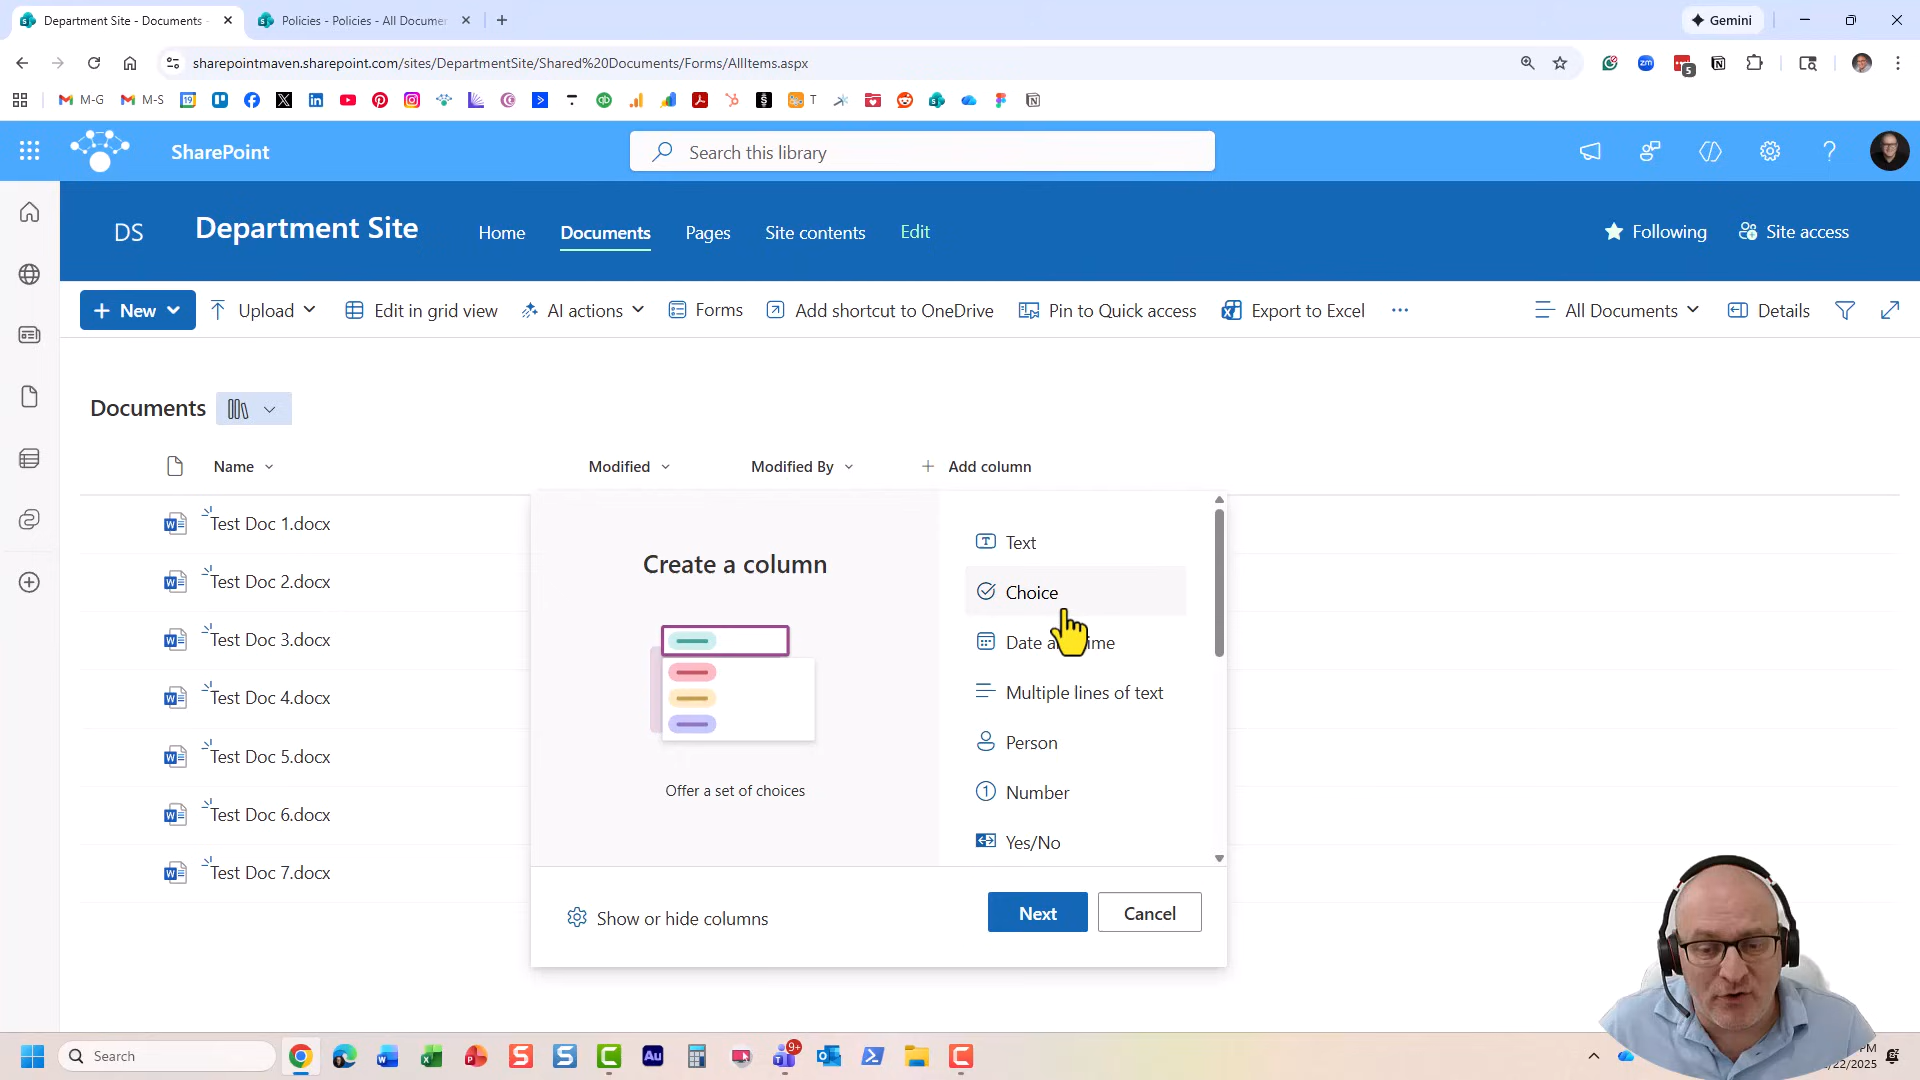 Department Site - Documents -
Policies - Policies - All Documen
Gemini
sharepointmaven.sharepoint.com/sites/DepartmentSite/Shared%20Documents/Forms/AllItems.aspx
M-G
M-S
T
SharePoint
Search this library
DS
Department Site
Home
Documents
Pages
Site contents
Edit
Following
Site access
New
Upload
Edit in grid view
AI actions
Forms
Add shortcut to OneDrive
Pin to Quick access
Export to Excel
All Documents
Details
Documents
Name
Modified
Modified By
Add column
Test Doc 1.docx
Test Doc 2.docx
Test Doc 3.docx
Test Doc 4.docx
Test Doc 5.docx
Test Doc 6.docx
Test Doc 7.docx
Create a column
Offer a set of choices
Text
Choice
Date a me
Multiple lines of text
Person
Number
Yes/No
Show or hide columns
Next
Cancel
Search
9+
PM
/22/2025